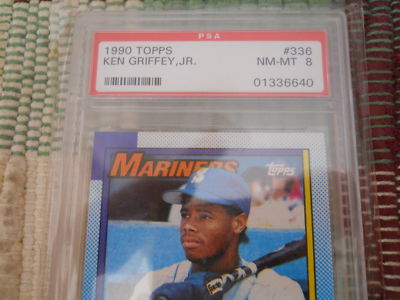 PSA
1990 TOPPS #336
KEN GRIFFEY,JR. NM-MT 8
01336640
MARINERS
topps